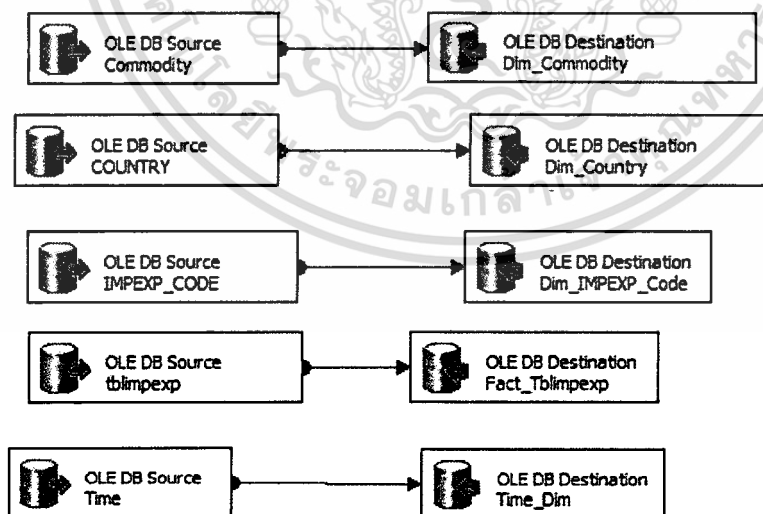 OLE DB Source
Commodity
OLE DB Destination
Dim_Commodity
OLE DB Source
COUNTRY
OLE DB Destination
Dim_Country
OLE DB Source
IMPEXP_CODE
OLE DB Destination
Dim_IMPEXP_Code
OLE DB Source
tblimpexp
OLE DB Destination
Fact_Tblimpexp
OLE DB Source
Time
OLE DB Destination
Time_Dim